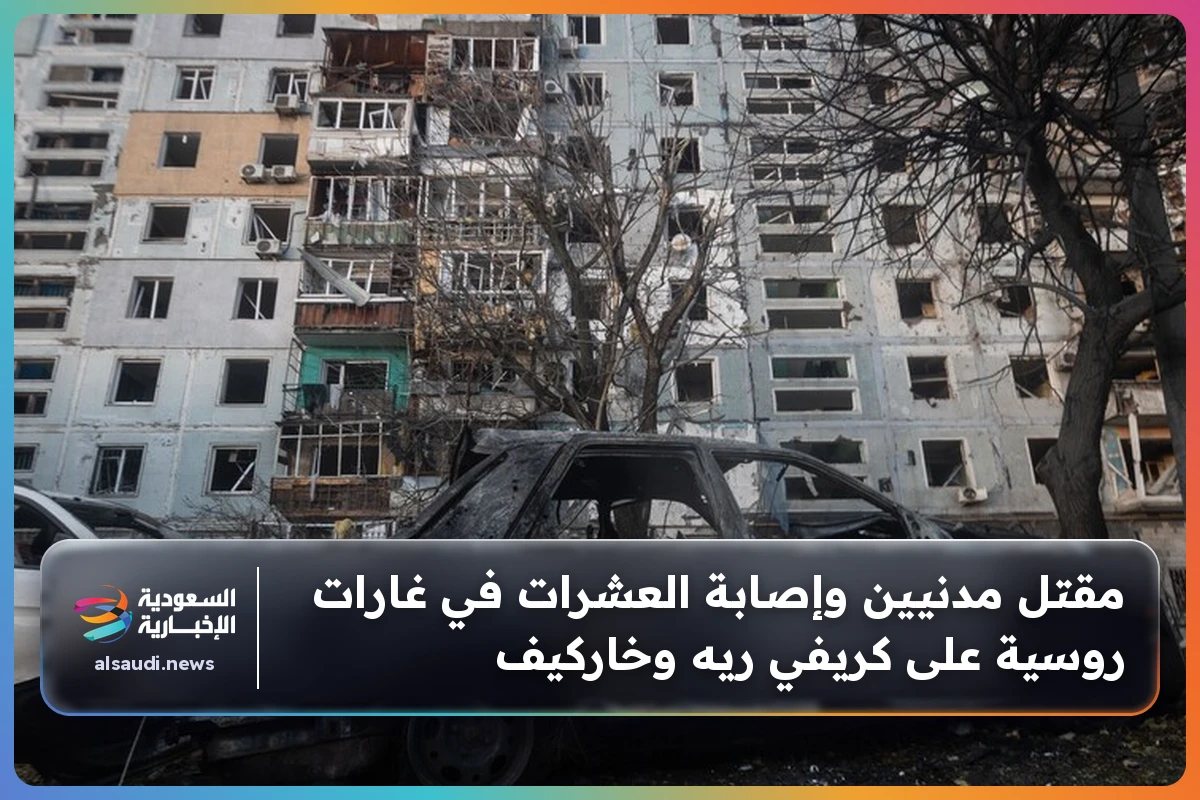 مقتل مدنيين وإصابة العشرات في غارات
روسية على كريفي ريه وخاركيف
السعودية
الإخبارية
alsaudi.news